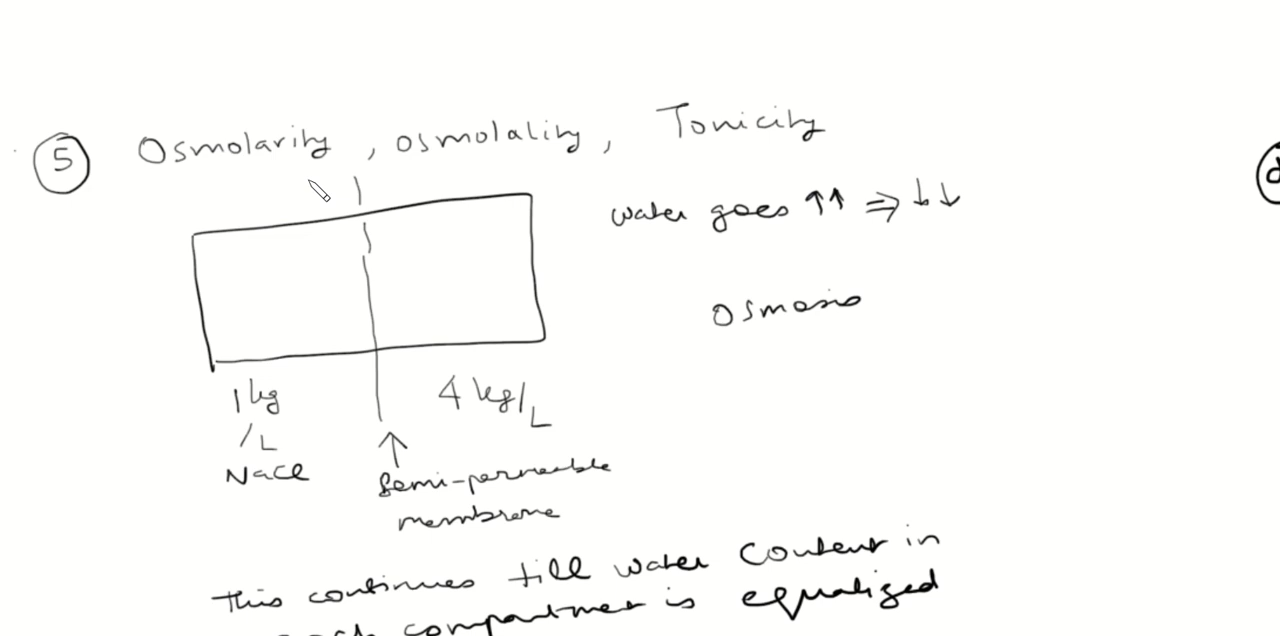 5 Osmolarity, osmolality, Tonicity
water goes ↑↑ ⇒ ↓↓
Osmosis
1 kg
/L
NaCl
4 kg/L
Semi-permeable
membrane
This continues till water content in
compartmer is equalized
d